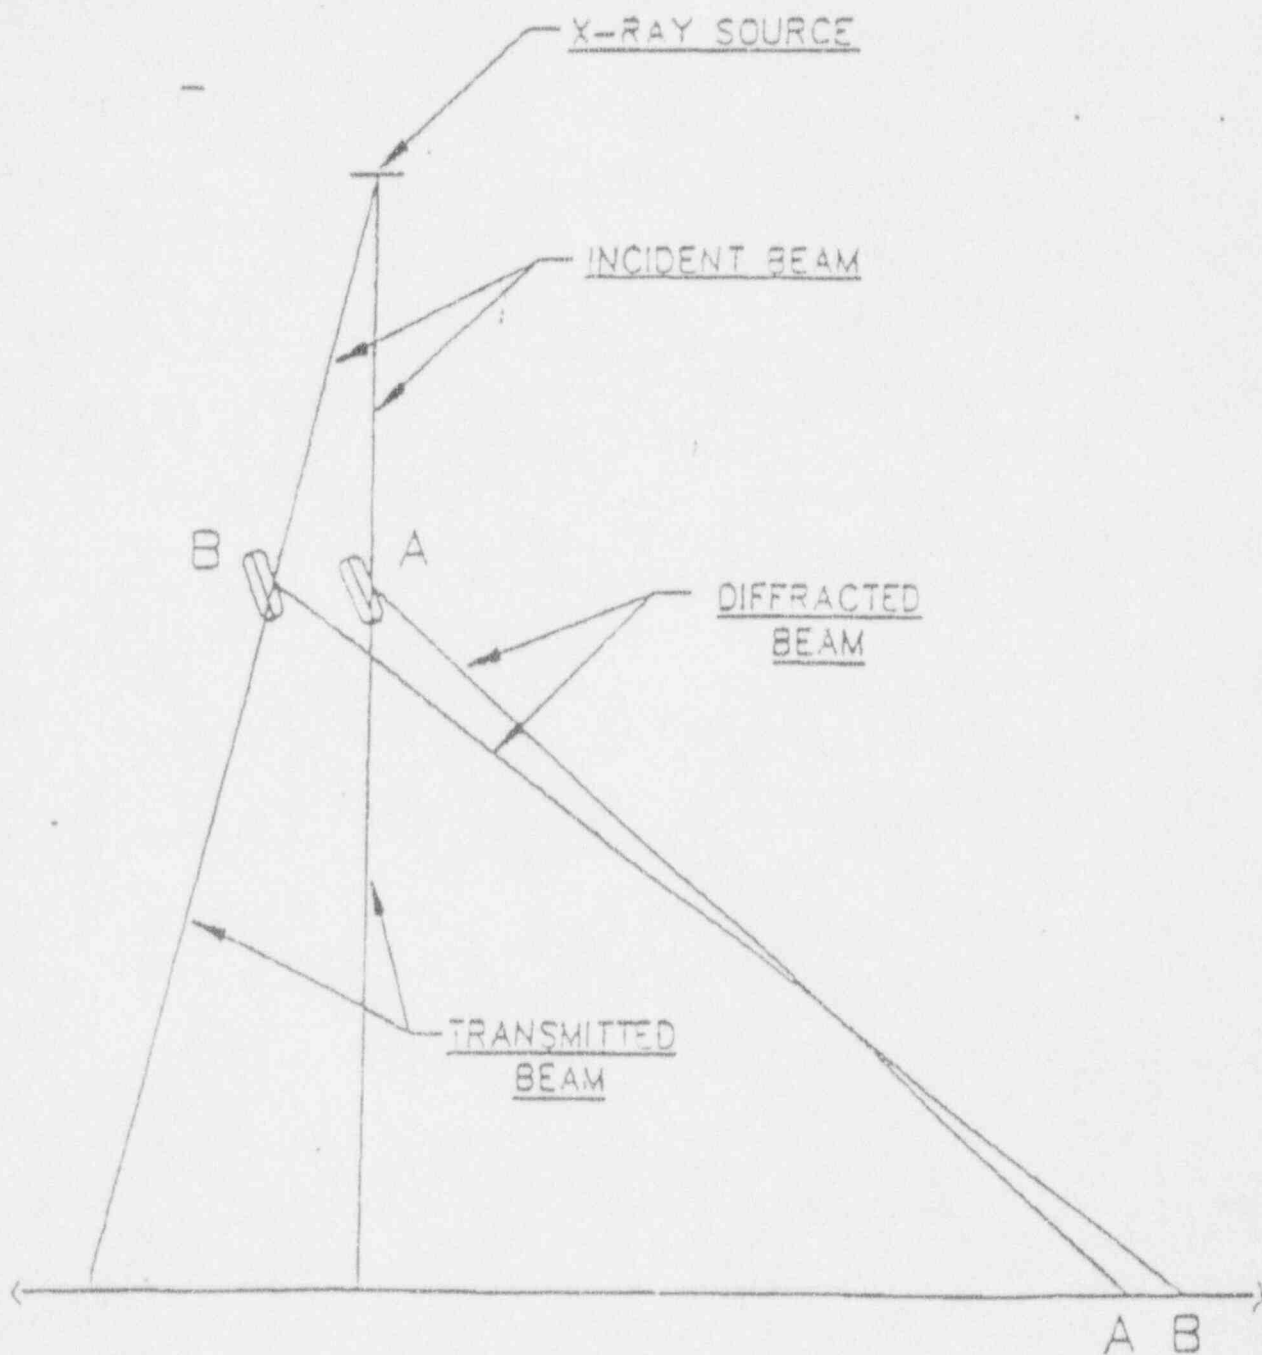 X-RAY SOURCE
INCIDENT BEAM
B
A
DIFFRACTED
BEAM
TRANSMITTED
BEAM
A
B